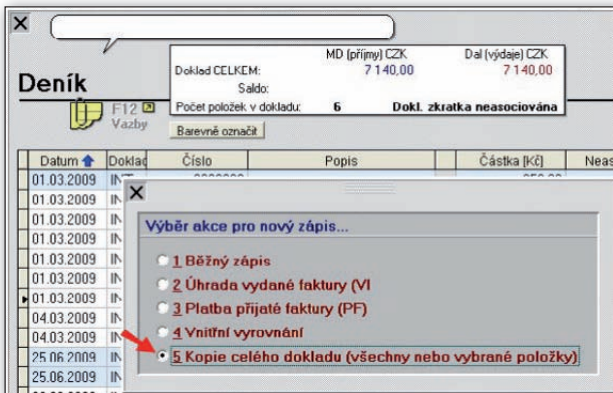 MD (příjmy) CZK Dal (výdaje) CZK
Doklad CELKEM: 7 140,00 7 140,00
Saldo:
Počet položek v dokladu: 6 Dokl. zkratka neasociována
Deník
F12
Vazby
Barevně označit
Datum Doklad Číslo Popis Částka [Kč] Neas
01.03.2009
01.03.2009
01.03.2009
01.03.2009
01.03.2009
01.03.2009
01.03.2009
04.03.2009
04.03.2009
25.06.2009
25.06.2009
Výběr akce pro nový zápis...
1 Běžný zápis
2 Úhrada vydané faktury (VI
3 Platba přijaté faktury (PF)
4 Vnitřní vyrovnání
5 Kopie celého dokladu (všechny nebo vybrané položky)